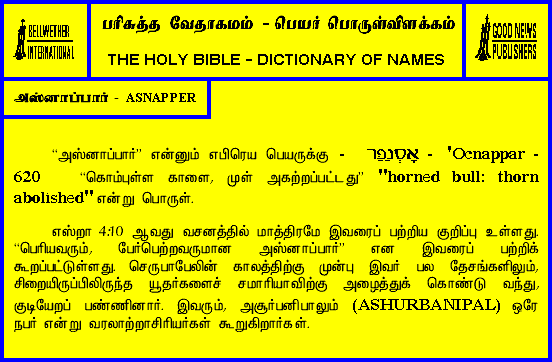 BELLWETHER
INTERNATIONAL
பரிசுத்த வேதாகமம் - பெயர் பொருள்விளக்கம்
THE HOLY BIBLE - DICTIONARY OF NAMES
GOOD NEWS
PUBLISHERS
அஸ்னாப்பார் - ASNAPPER
“அஸ்னாப்பார்” என்னும் எபிரெய பெயருக்கு - אָסְנַפַּר - 'Ocnappar -
620 “கொம்புள்ள காளை, முள் அகற்றப்பட்டது” "horned bull: thorn
abolished" என்று பொருள்.
எஸ்றா 4:10 ஆவது வசனத்தில் மாத்திரமே இவரைப் பற்றிய குறிப்பு உள்ளது.
“பெரியவரும், பேர்பெற்றவருமான அஸ்னாப்பார்” என இவரைப் பற்றிக்
கூறப்பட்டுள்ளது. செருபாபேலின் காலத்திற்கு முன்பு இவர் பல தேசங்களிலும்,
சிறையிருப்பிலிருந்த யூதர்களைச் சமாரியாவிற்கு அழைத்துக் கொண்டு வந்து,
குடியேறப் பண்ணினார். இவரும், அசூர்பனிபாலும் (ASHURBANIPAL) ஒரே
நபர் என்று வரலாற்றாசிரியர்கள் கூறுகிறார்கள்.